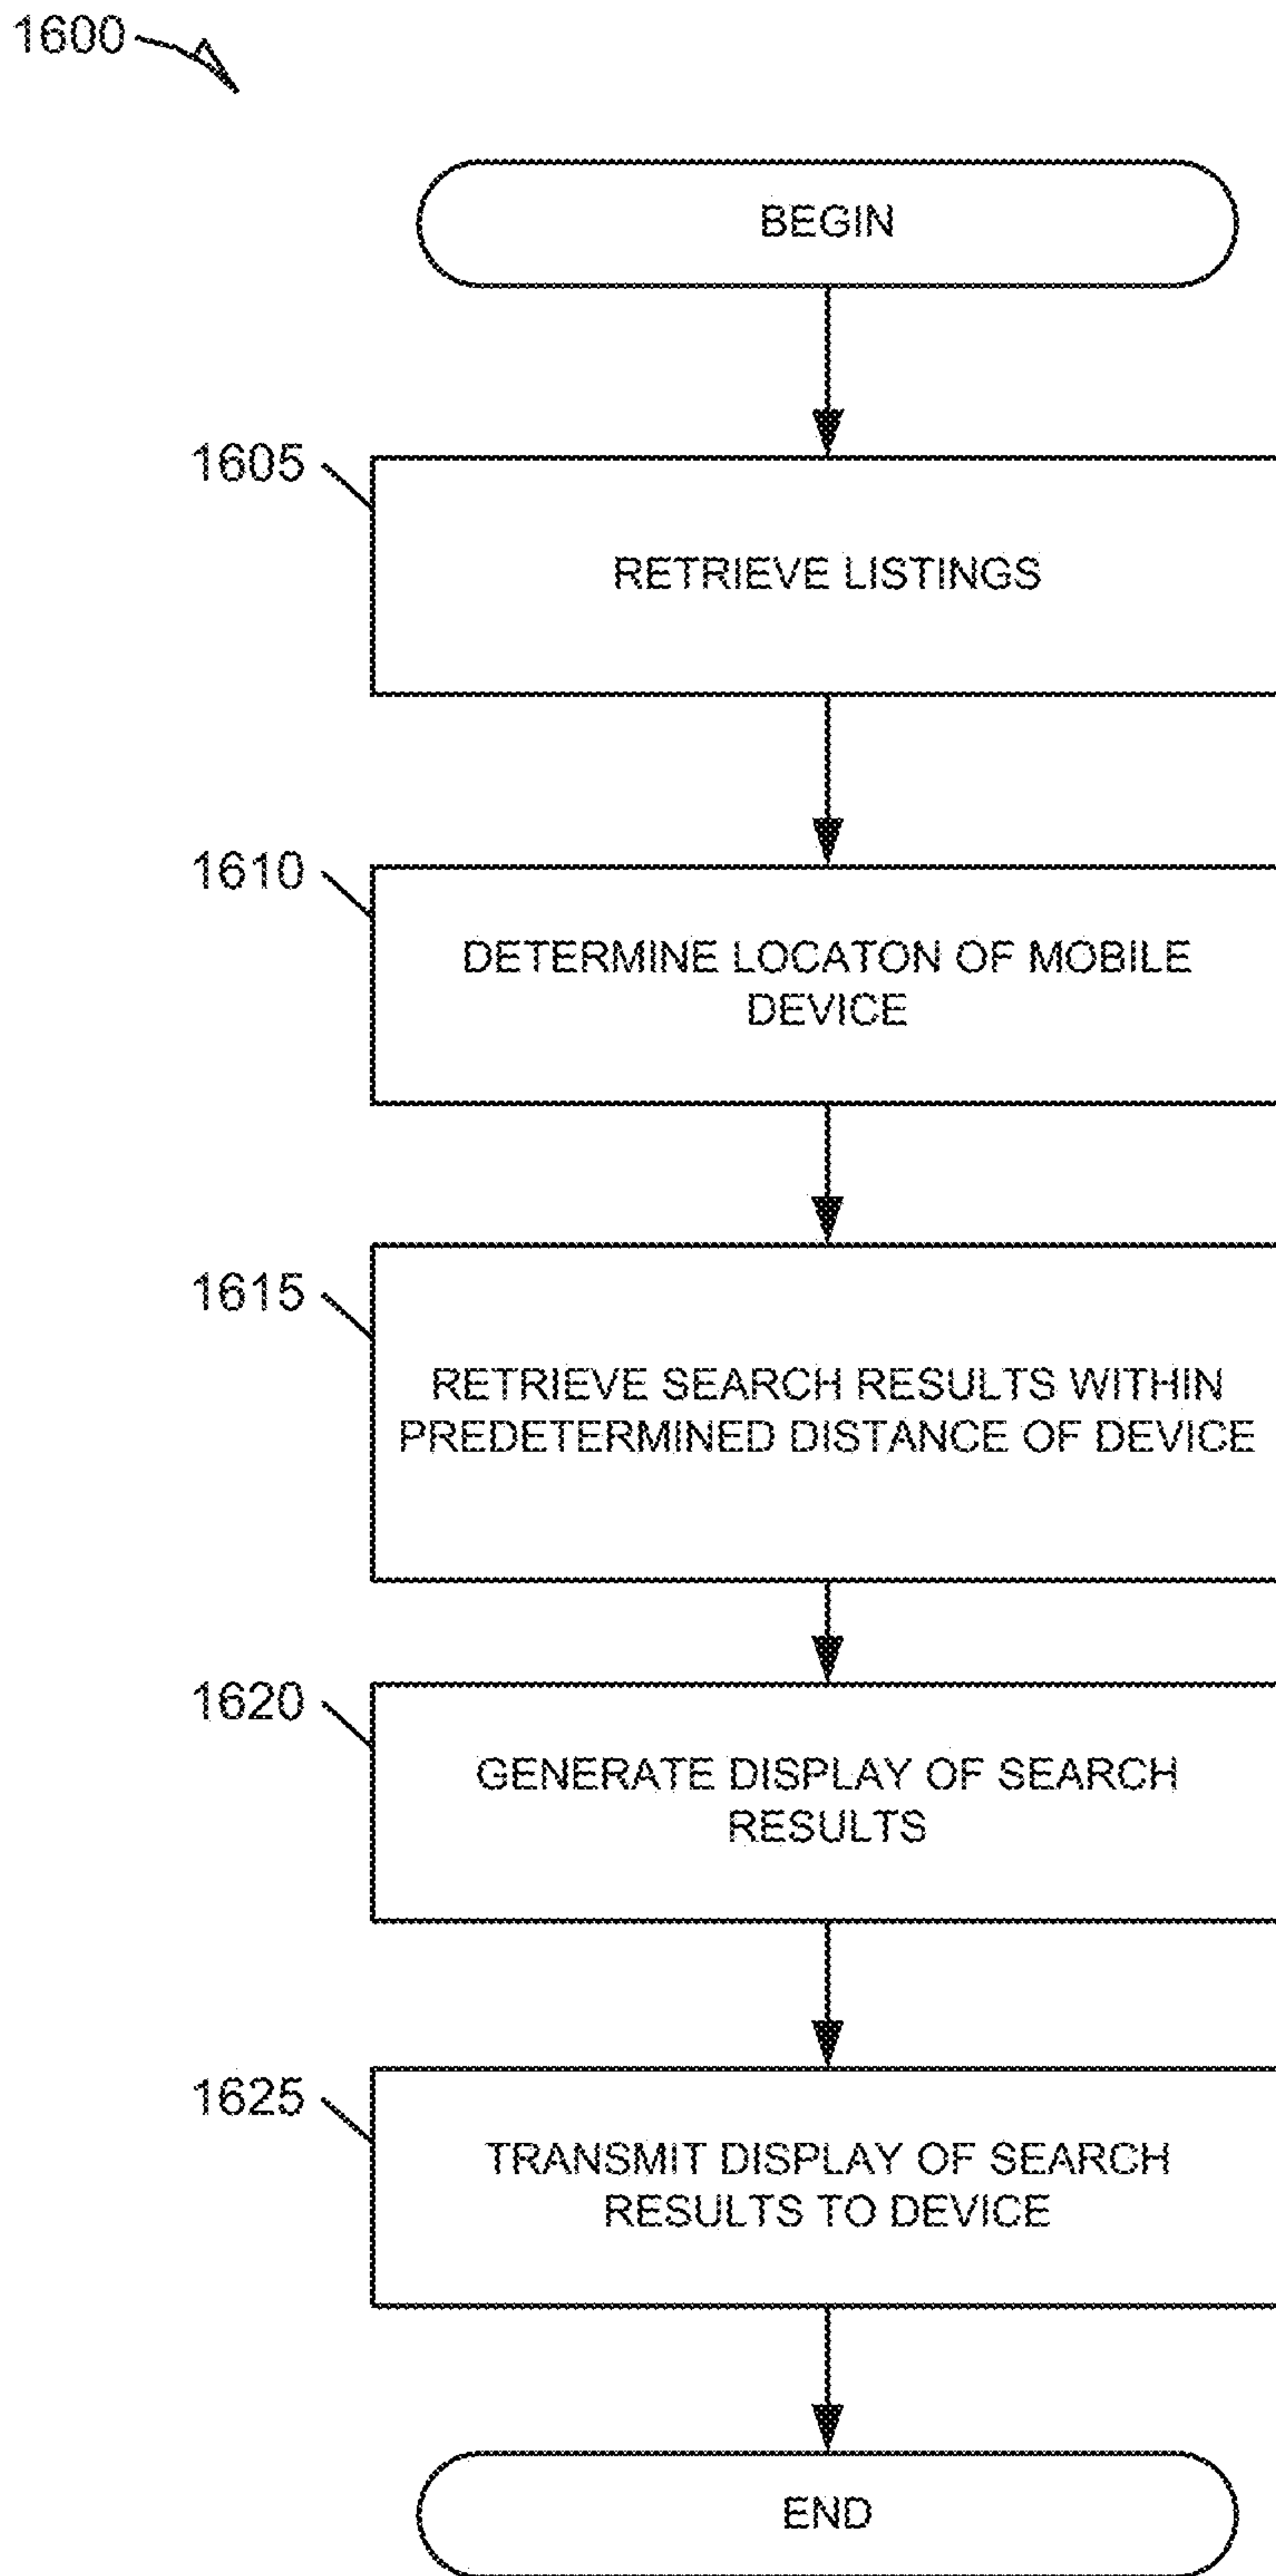 1600
BEGIN
1605
RETRIEVE LISTINGS
1610
DETERMINE LOCATON OF MOBILE
DEVICE
1615
RETRIEVE SEARCH RESULTS WITHIN
PREDETERMINED DISTANCE OF DEVICE
1620
GENERATE DISPLAY OF SEARCH
RESULTS
1625
TRANSMIT DISPLAY OF SEARCH
RESULTS TO DEVICE
END